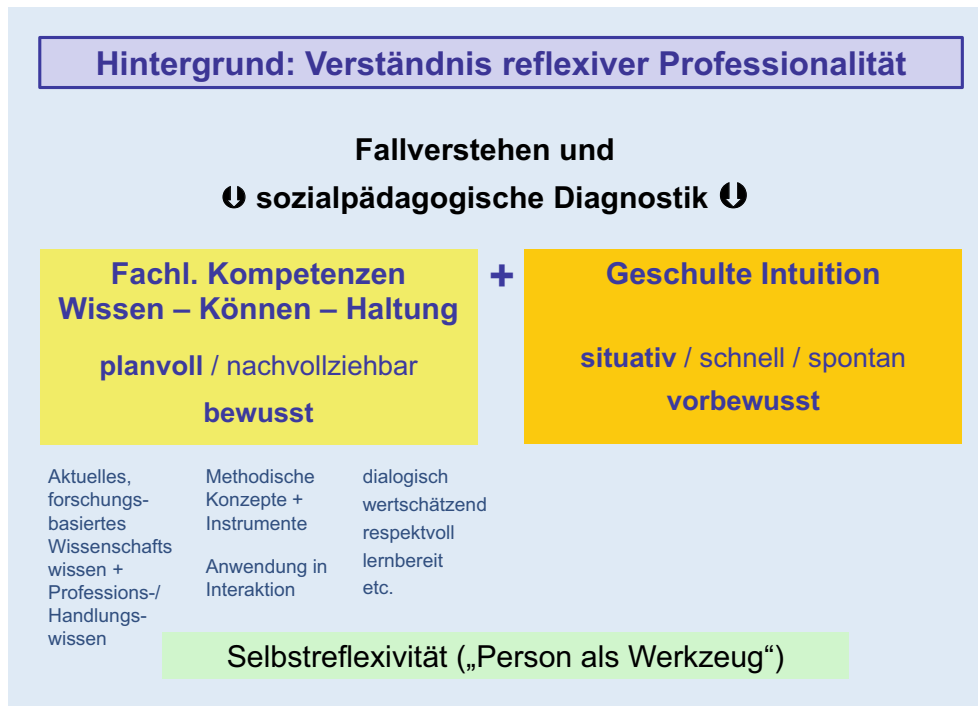 Hintergrund: Verständnis reflexiver Professionalität
Fallverstehen und
sozialpädagogische Diagnostik
Fachl. Kompetenzen
Wissen – Können – Haltung
planvoll / nachvollziehbar
bewusst
+
Geschulte Intuition
situativ / schnell / spontan
vorbewusst
Aktuelles,
forschungs-
basiertes
Wissenschafts
wissen +
Professions-/
Handlungs-
wissen
Methodische
Konzepte +
Instrumente
Anwendung in
Interaktion
dialogisch
wertschätzend
respektvoll
lernbereit
etc.
Selbstreflexivität („Person als Werkzeug“)